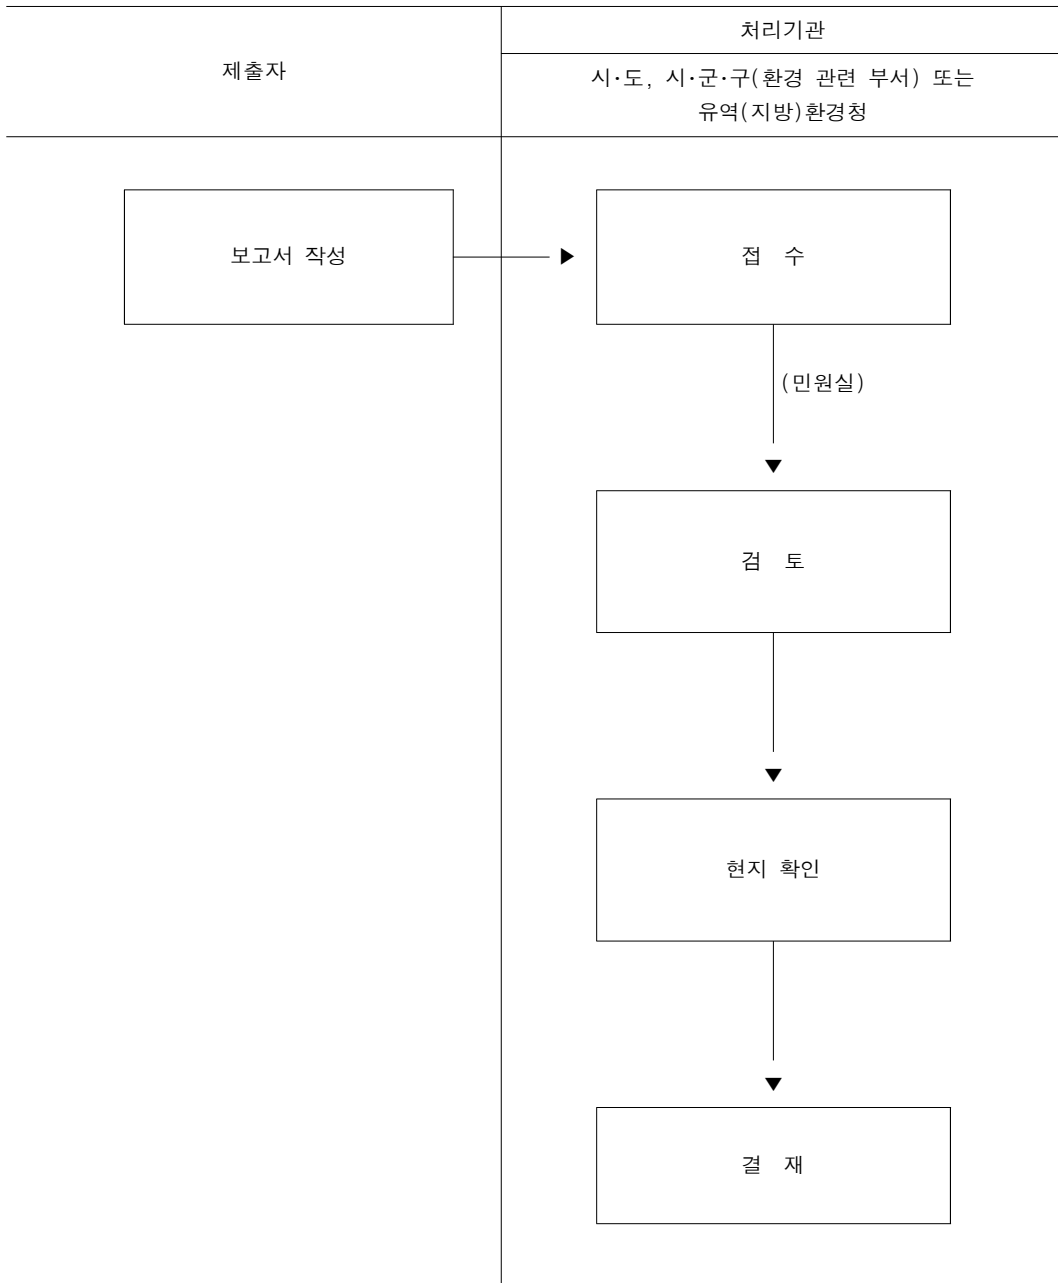 제출자
처리기관
시·도, 시·군·구(환경 관련 부서) 또는
유역(지방)환경청
보고서 작성
접 수
(민원실)
검 토
현지 확인
결 재